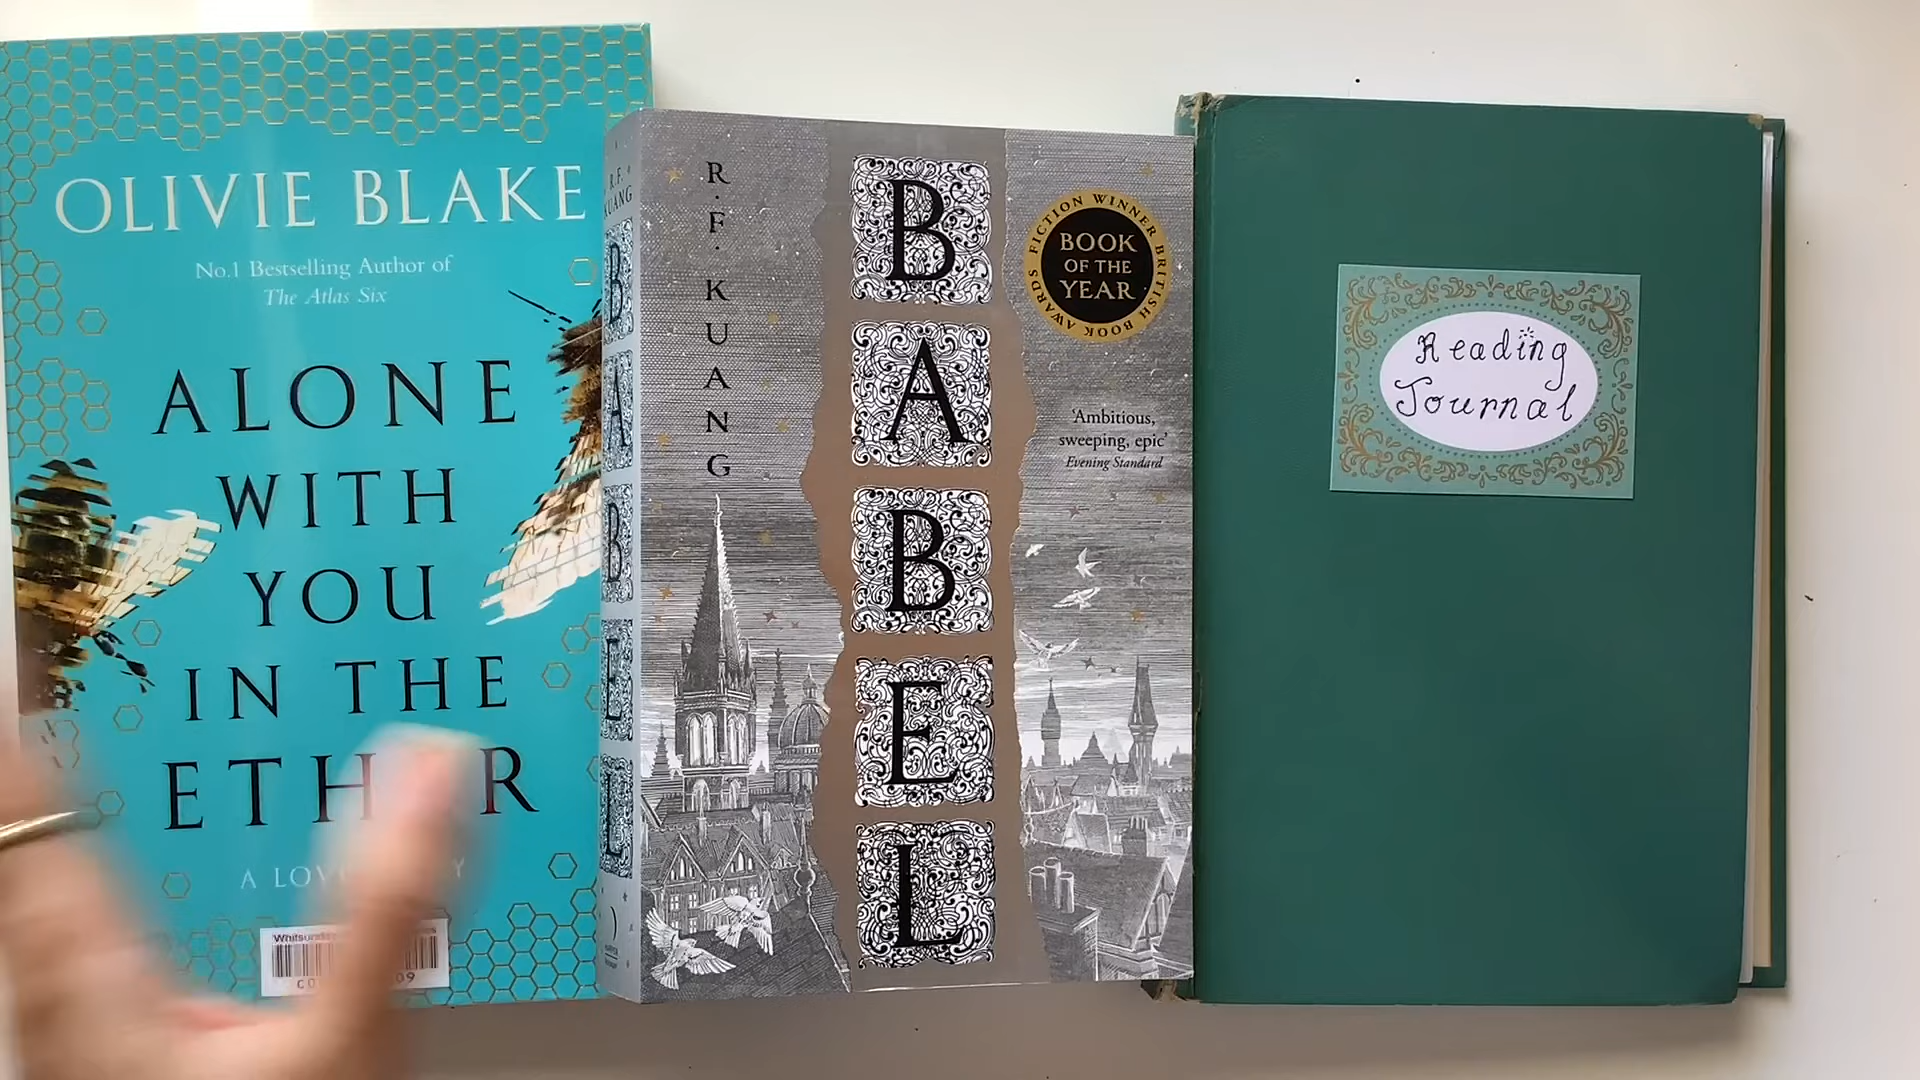 OLIVIE BLAKE
No.1 Bestselling Author of
The Atlas Six
ALONE
WITH
YOU
IN THE
R.F.
KUANG
BABEL
R.F. KUANG
BABEL
FICTION WINNER BRITISH BOOK AWARDS
BOOK
OF THE
YEAR
'Ambitious,
sweeping, epic'
Evening Standard
Reading
Journal